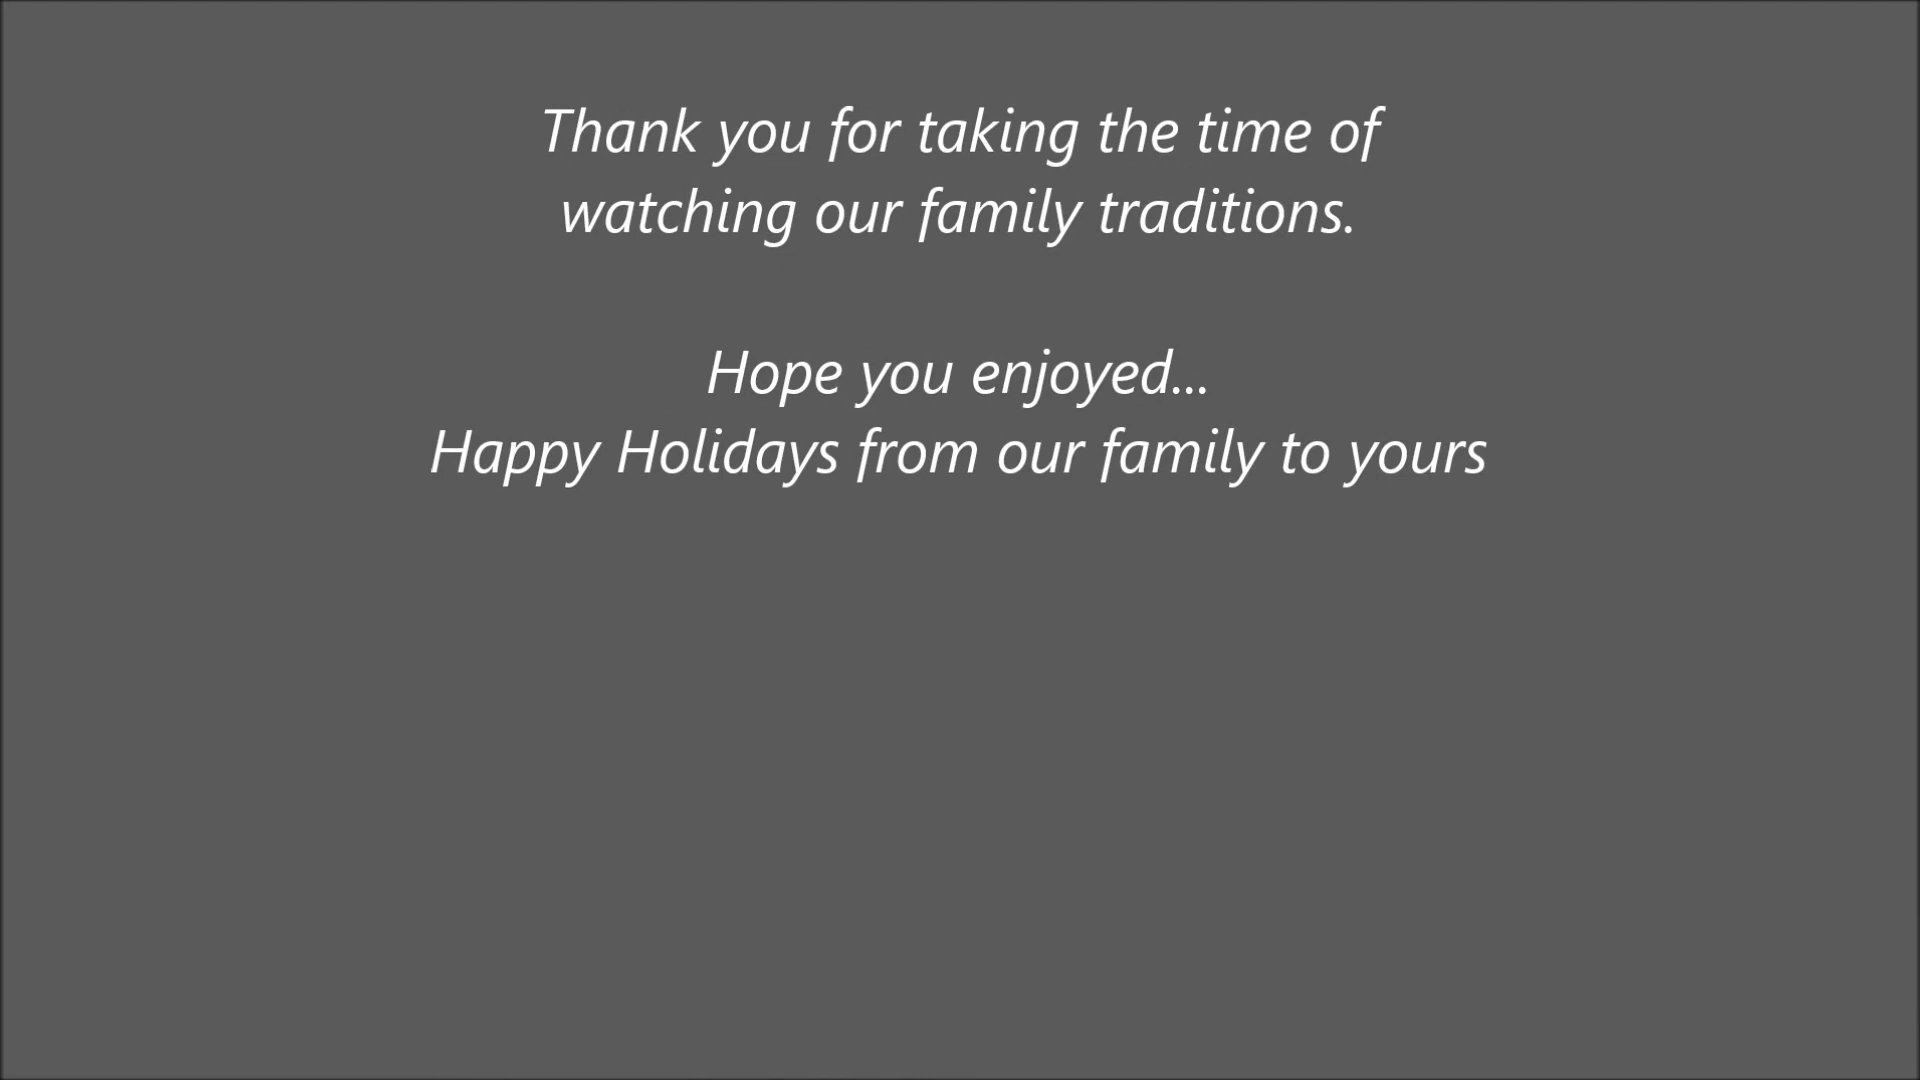 Thank you for taking the time of
watching our family traditions.
Hope you enjoyed...
Happy Holidays from our family to yours